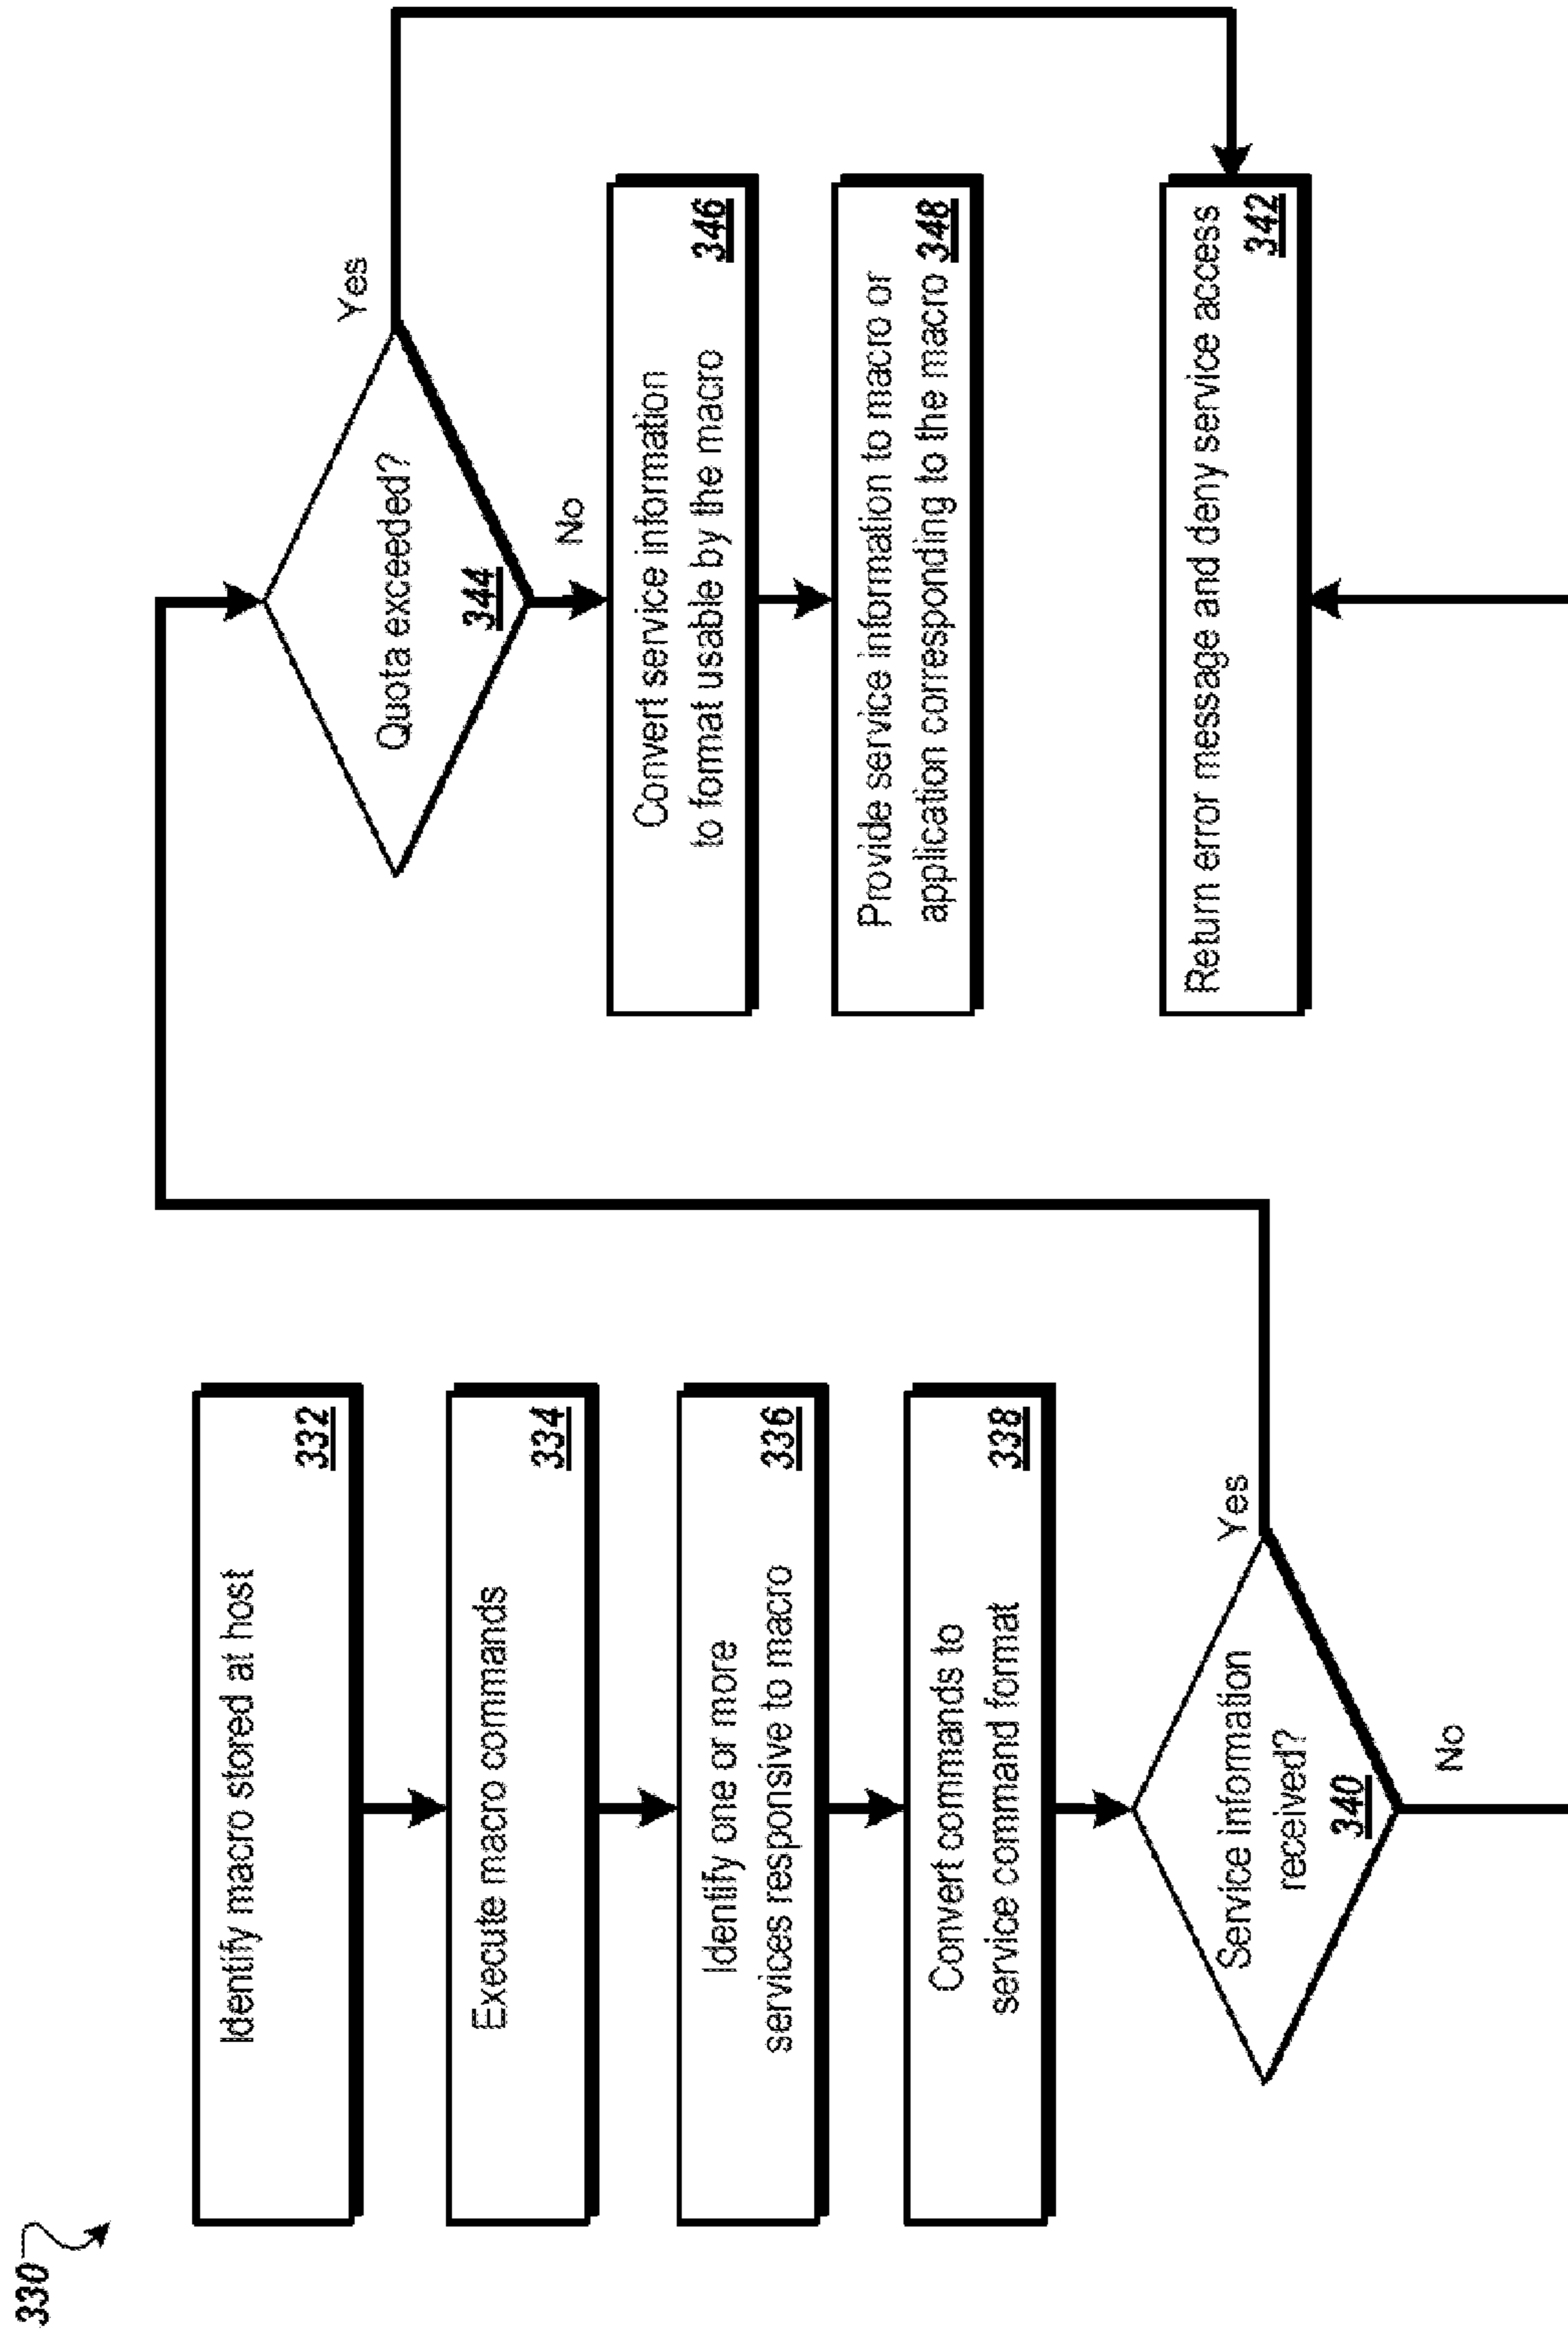 330
Identify macro stored at host
332
Execute macro commands
334
Identify one or more
services responsive to macro
336
Convert commands to
service command format
338
Service information
received?
340
Yes
No
Quota exceeded?
344
Yes
No
Convert service information
to format usable by the macro
346
Provide service information to macro or
application corresponding to the macro
348
Return error message and deny service access
342